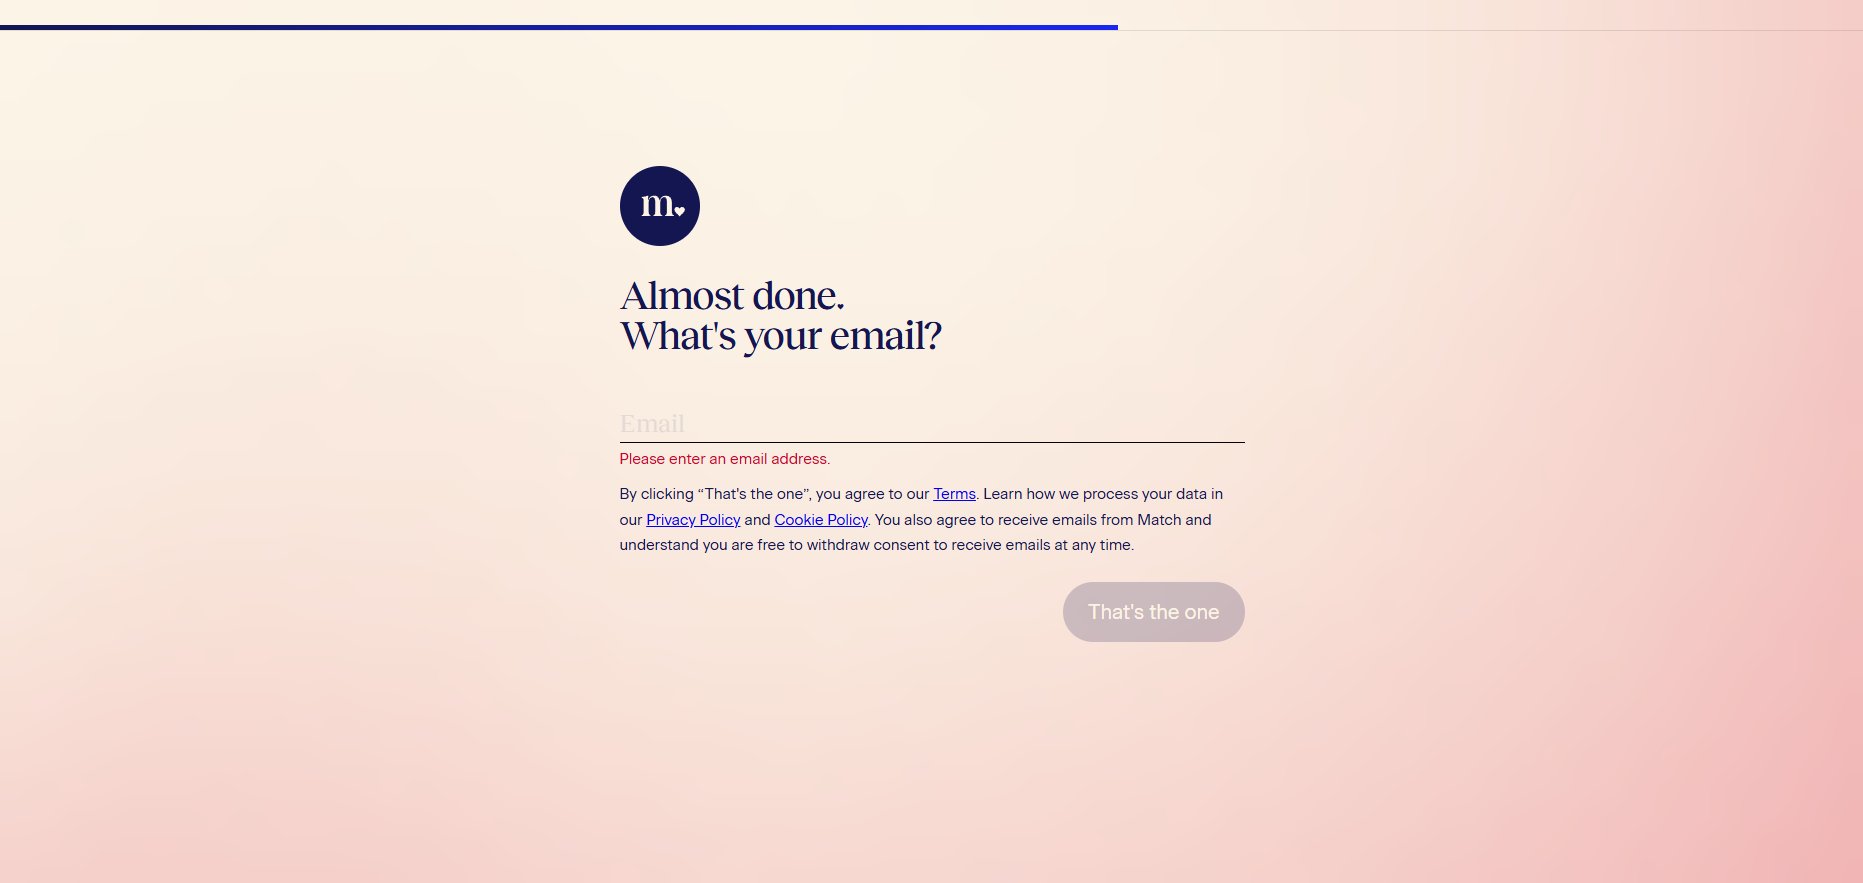 m
Almost done.
What's your email?
Email
Please enter an email address.
By clicking “That's the one”, you agree to our Terms. Learn how we process your data in
our Privacy Policy and Cookie Policy. You also agree to receive emails from Match and
understand you are free to withdraw consent to receive emails at any time.
That's the one